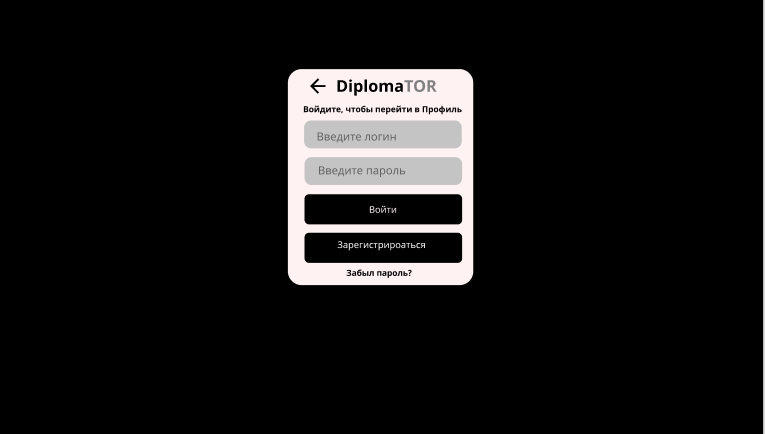 DiplomaTOR
Войдите, чтобы перейти в Профиль
Введите логин
Введите пароль
Войти
Зарегистрироаться
Забыл пароль?